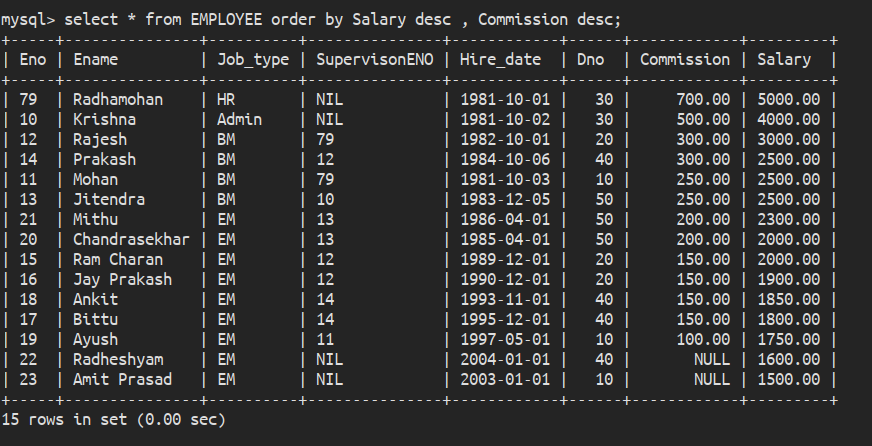 mysql> select * from EMPLOYEE order by Salary desc , Commission desc;
+-----+---------------+----------+---------------+------------+------+------------+---------+
| Eno | Ename         | Job_type | SupervisonENO | Hire_date  | Dno  | Commission | Salary  |
+-----+---------------+----------+---------------+------------+------+------------+---------+
| 79  | Radhamohan    | HR       | NIL           | 1981-10-01 |   30 |     700.00 | 5000.00 |
| 10  | Krishna       | Admin    | NIL           | 1981-10-02 |   30 |     500.00 | 4000.00 |
| 12  | Rajesh        | BM       | 79            | 1982-10-01 |   20 |     300.00 | 3000.00 |
| 14  | Prakash       | BM       | 12            | 1984-10-06 |   40 |     300.00 | 2500.00 |
| 11  | Mohan         | BM       | 79            | 1981-10-03 |   10 |     250.00 | 2500.00 |
| 13  | Jitendra      | BM       | 10            | 1983-12-05 |   50 |     250.00 | 2500.00 |
| 21  | Mithu         | EM       | 13            | 1986-04-01 |   50 |     200.00 | 2300.00 |
| 20  | Chandrasekhar | EM       | 13            | 1985-04-01 |   50 |     200.00 | 2000.00 |
| 15  | Ram Charan    | EM       | 12            | 1989-12-01 |   20 |     150.00 | 2000.00 |
| 16  | Jay Prakash   | EM       | 12            | 1990-12-01 |   20 |     150.00 | 1900.00 |
| 18  | Ankit         | EM       | 14            | 1993-11-01 |   40 |     150.00 | 1850.00 |
| 17  | Bittu         | EM       | 14            | 1995-12-01 |   40 |     150.00 | 1800.00 |
| 19  | Ayush         | EM       | 11            | 1997-05-01 |   10 |     100.00 | 1750.00 |
| 22  | Radheshyam    | EM       | NIL           | 2004-01-01 |   40 |       NULL | 1600.00 |
| 23  | Amit Prasad   | EM       | NIL           | 2003-01-01 |   10 |       NULL | 1500.00 |
+-----+---------------+----------+---------------+------------+------+------------+---------+
15 rows in set (0.00 sec)